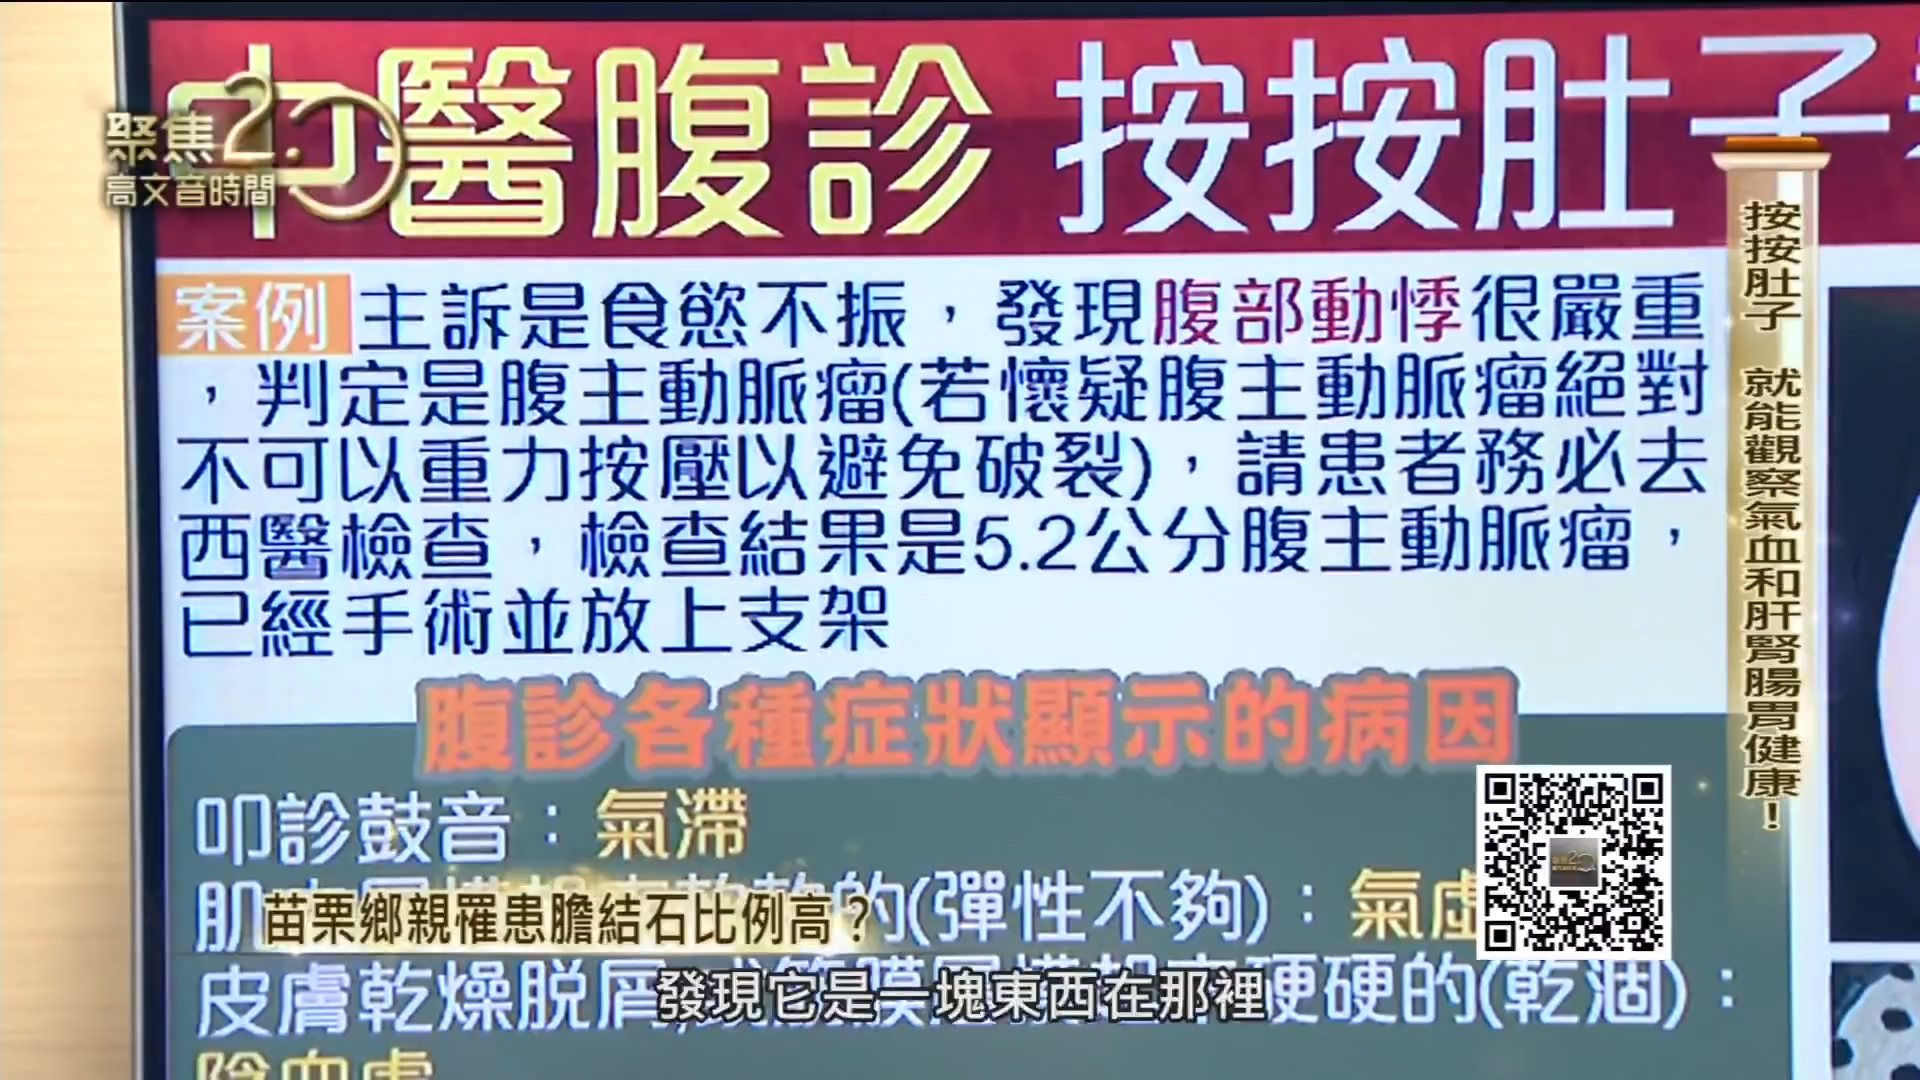 中醫腹診 按按肚子
聚焦2.0
高文音時間
案例 主訴是食慾不振，發現腹部動悸很嚴重
，判定是腹主動脈瘤(若懷疑腹主動脈瘤絕對
不可以重力按壓以避免破裂)，請患者務必去
西醫檢查，檢查結果是5.2公分腹主動脈瘤，
已經手術並放上支架
腹診各種症狀顯示的病因
叩診鼓音：氣滯
的(彈性不夠)：氣虛
皮膚乾燥脫屑
硬硬的(乾涸)：
陰血虛
苗栗鄉親罹患膽結石比例高？
發現它是一塊東西在那裡
按按肚子 就能觀察氣血和肝腎腸胃健康！